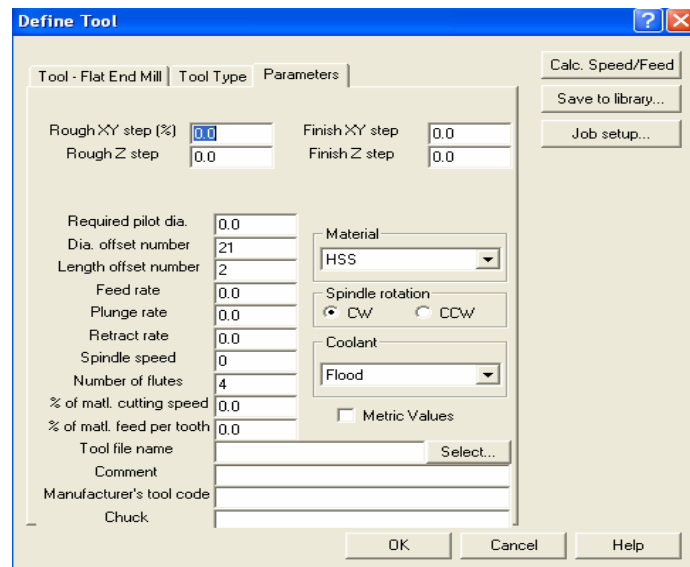 Define Tool
Calc. Speed/Feed
Tool - Flat End Mill Tool Type Parameters
Save to library...
Job setup...
Rough XY step (%) 0.0 Finish XY step 0.0
Rough Z step 0.0 Finish Z step 0.0
Required pilot dia. 0.0
Dia. offset number 21
Length offset number 2
Feed rate 0.0
Plunge rate 0.0
Retract rate 0.0
Spindle speed 0
Number of flutes 4
% of matl. cutting speed 0.0
% of matl. feed per tooth 0.0
Material
HSS
Spindle rotation
CW CCW
Coolant
Flood
Metric Values
Tool file name Select...
Comment
Manufacturer's tool code
Chuck
OK Cancel Help